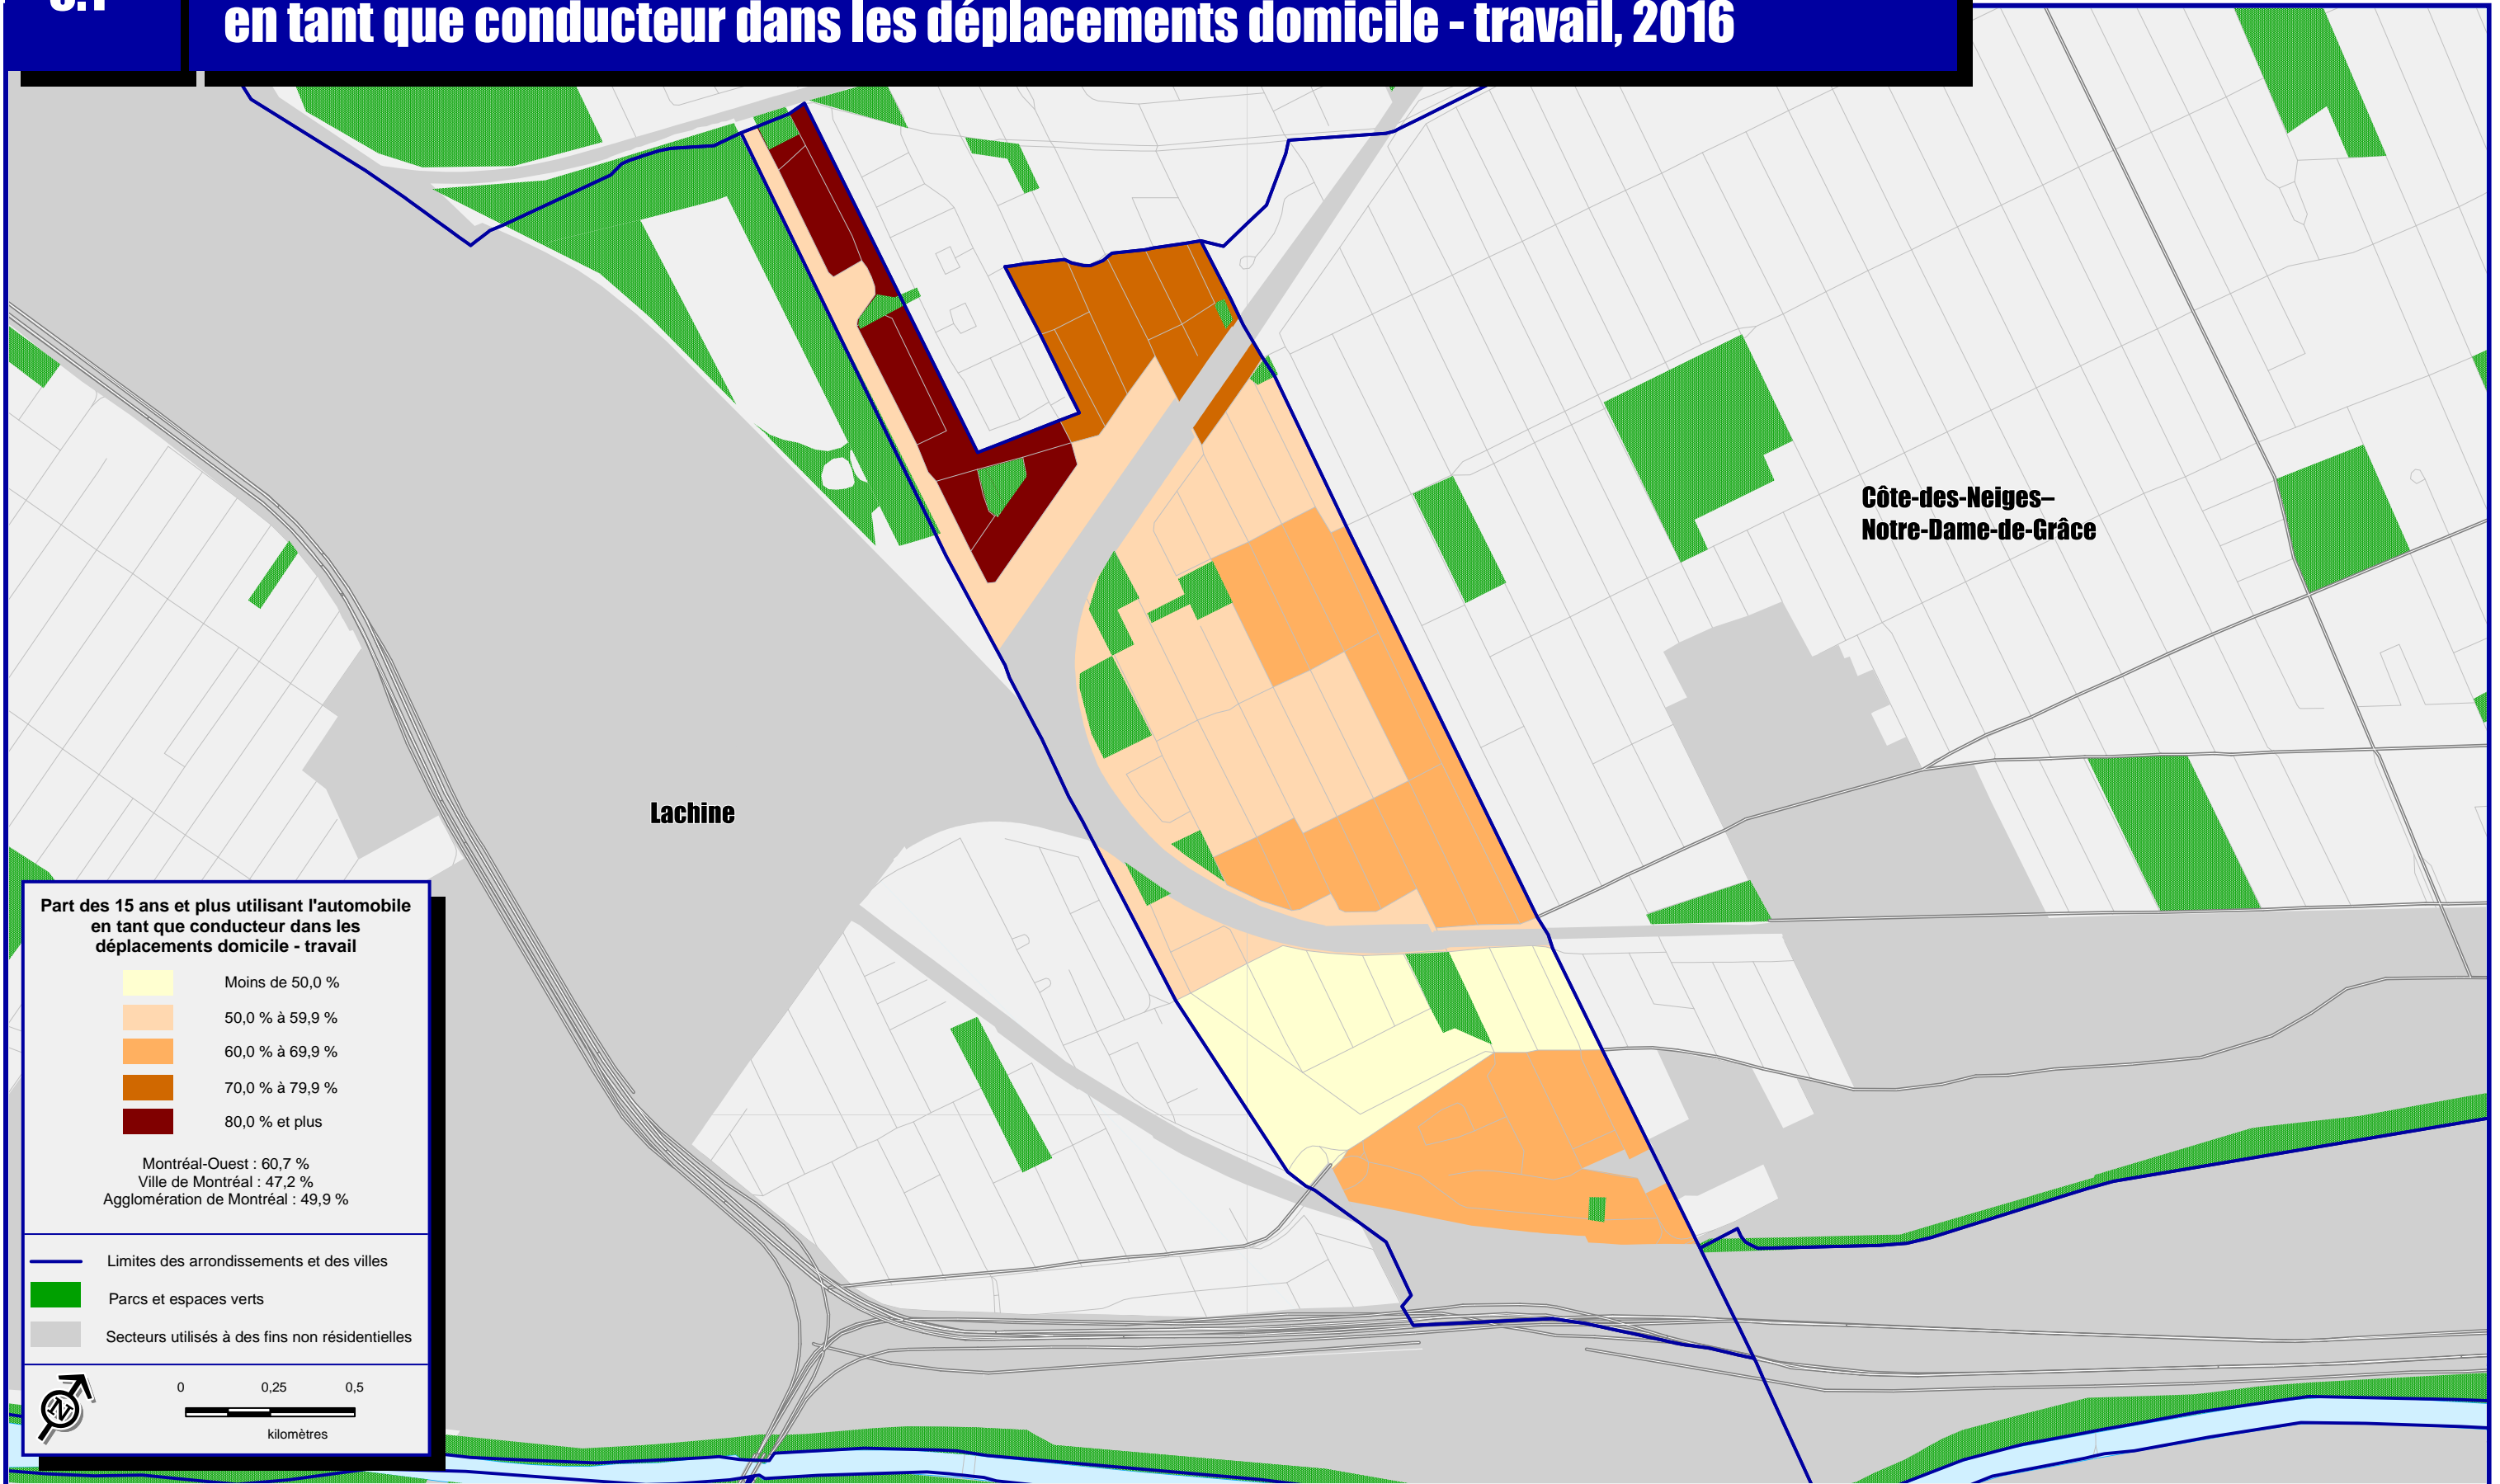 en tant que conducteur dans les déplacements domicile - travail, 2016
Côte-des-Neiges–
Notre-Dame-de-Grâce
Lachine
Part des 15 ans et plus utilisant l'automobile
en tant que conducteur dans les
déplacements domicile - travail
Moins de 50,0 %
50,0 % à 59,9 %
60,0 % à 69,9 %
70,0 % à 79,9 %
80,0 % et plus
Montréal-Ouest : 60,7 %
Ville de Montréal : 47,2 %
Agglomération de Montréal : 49,9 %
Limites des arrondissements et des villes
Parcs et espaces verts
Secteurs utilisés à des fins non résidentielles
N
0 0,25 0,5
kilomètres